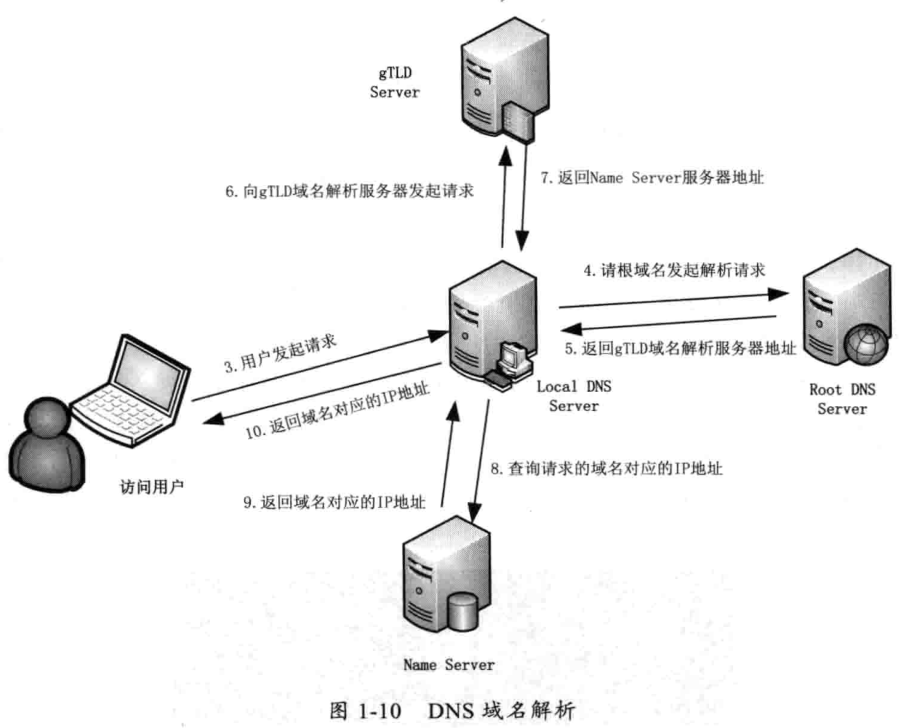 gTLD
Server
6.向gTLD域名解析服务器发起请求
7.返回Name Server服务器地址
4.请根域名发起解析请求
3.用户发起请求
5.返回gTLD域名解析服务器地址
Local DNS
Server
Root DNS
Server
10.返回域名对应的IP地址
访问用户
8.查询请求的域名对应的IP地址
9.返回域名对应的IP地址
Name Server
图 1-10 DNS 域名解析